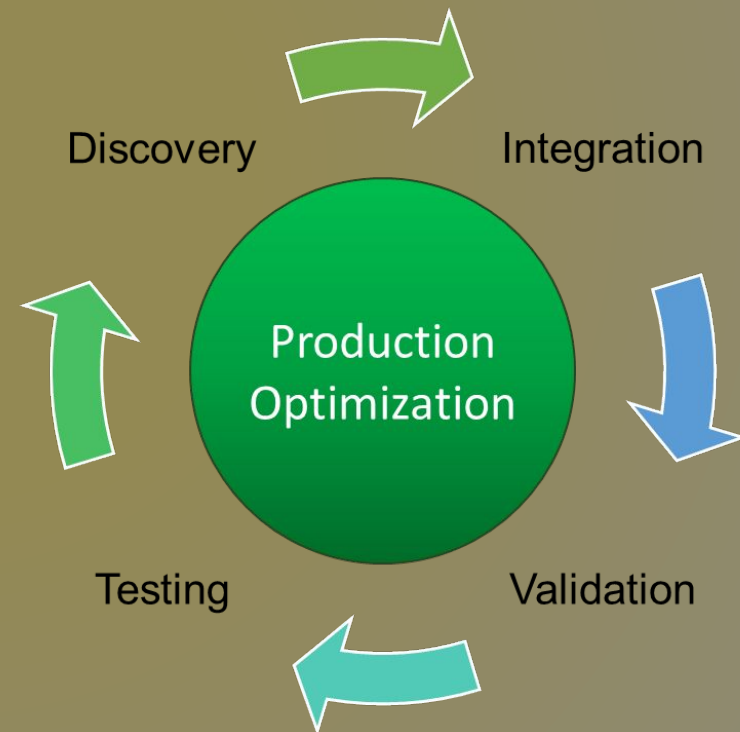 Discovery
Integration
Production
Optimization
Testing
Validation